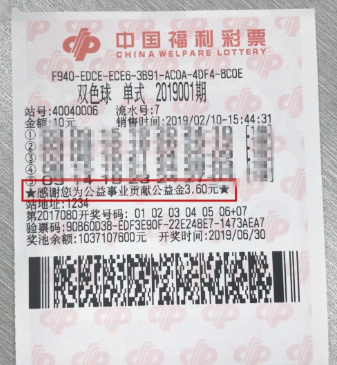 中国福利彩票
CHINA WELFARE LOTTERY
F940-EDCE-ECE6-3B91-AC0A-4DF4-BC0E
双色球 单式 2019001期
站号:40040006 流水号:7
金额:10元 销售时间:2019/02/10-15:44:31
①
②
③
④
⑤
★感谢您为公益事业贡献公益金3.60元★
站地址:1234
第2017080开奖号码: 01 02 03 04 05 06+07
验票码:90B60D38-EDF3E90F-22E248E7-1473AEA7
奖池余额:1037107600元 开奖时间:2019/06/30